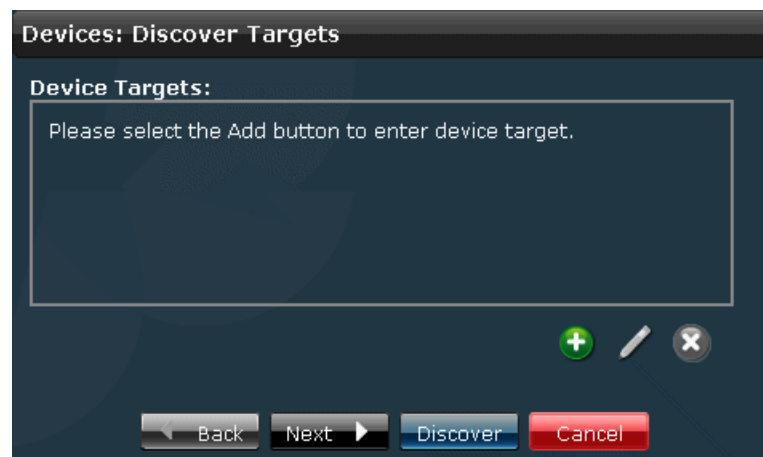 Devices: Discover Targets
Device Targets:
Please select the Add button to enter device target.
Back Next Discover Cancel